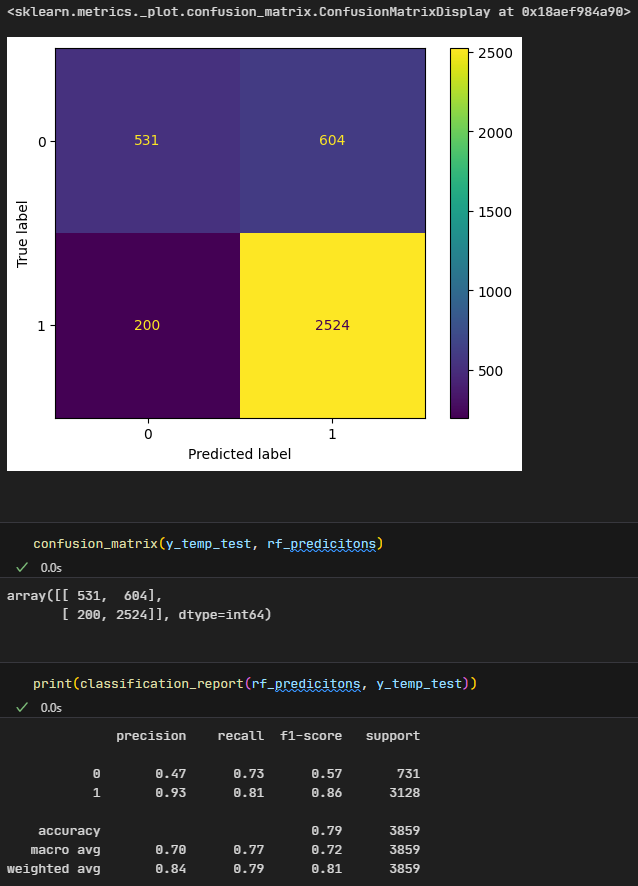 <sklearn.metrics._plot.confusion_matrix.ConfusionMatrixDisplay at 0x18aef984a90>
2500
531 604
0
2000
1500
True label
1000
200 2524
1
500
0 1
Predicted label
confusion_matrix(y_temp_test, rf_predicitons)
✓ 0.0s
array([[ 531,  604],
       [ 200, 2524]], dtype=int64)
print(classification_report(rf_predicitons, y_temp_test))
✓ 0.0s
              precision    recall  f1-score   support
           0       0.47      0.73      0.57       731
           1       0.93      0.81      0.86      3128
    accuracy                           0.79      3859
   macro avg       0.70      0.77      0.72      3859
weighted avg       0.84      0.79      0.81      3859